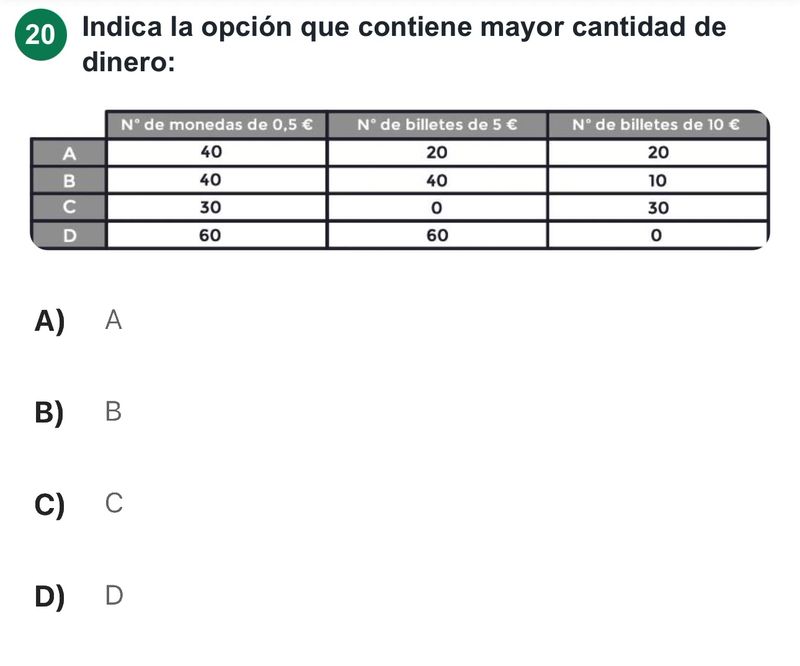 20 Indica la opción que contiene mayor cantidad de
dinero:
N° de monedas de 0,5 € N° de billetes de 5 € N° de billetes de 10 €
A 40 20 20
B 40 40 10
C 30 0 30
D 60 60 0
A) A
B) B
C) C
D) D